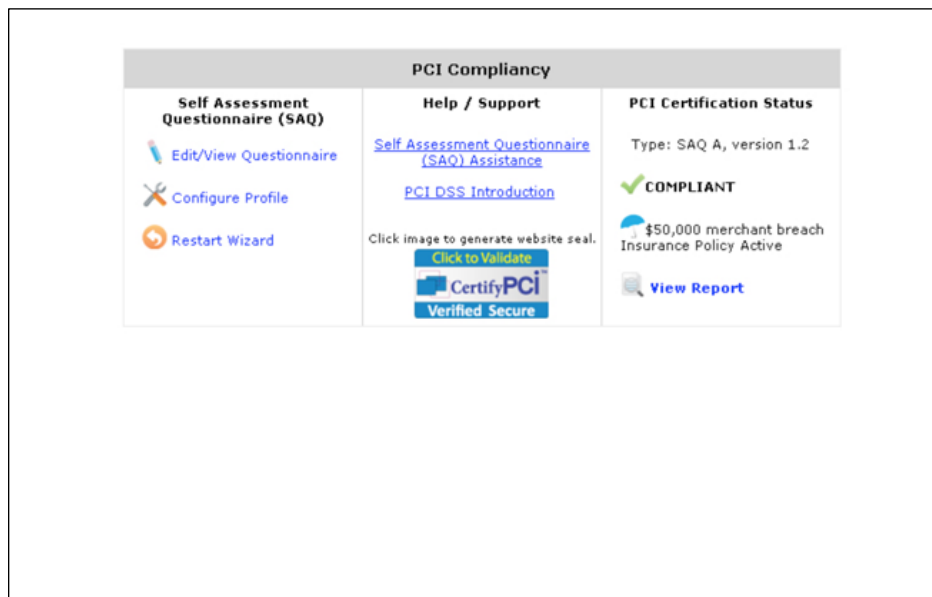 PCI Compliancy
Self Assessment
Questionnaire (SAQ)
Edit/View Questionnaire
Configure Profile
Restart Wizard
Help / Support
Self Assessment Questionnaire
(SAQ) Assistance
PCI DSS Introduction
Click image to generate website seal.
Click to Validate
CertifyPCI™
Verified Secure
PCI Certification Status
Type: SAQ A, version 1.2
COMPLIANT
$50,000 merchant breach
Insurance Policy Active
View Report